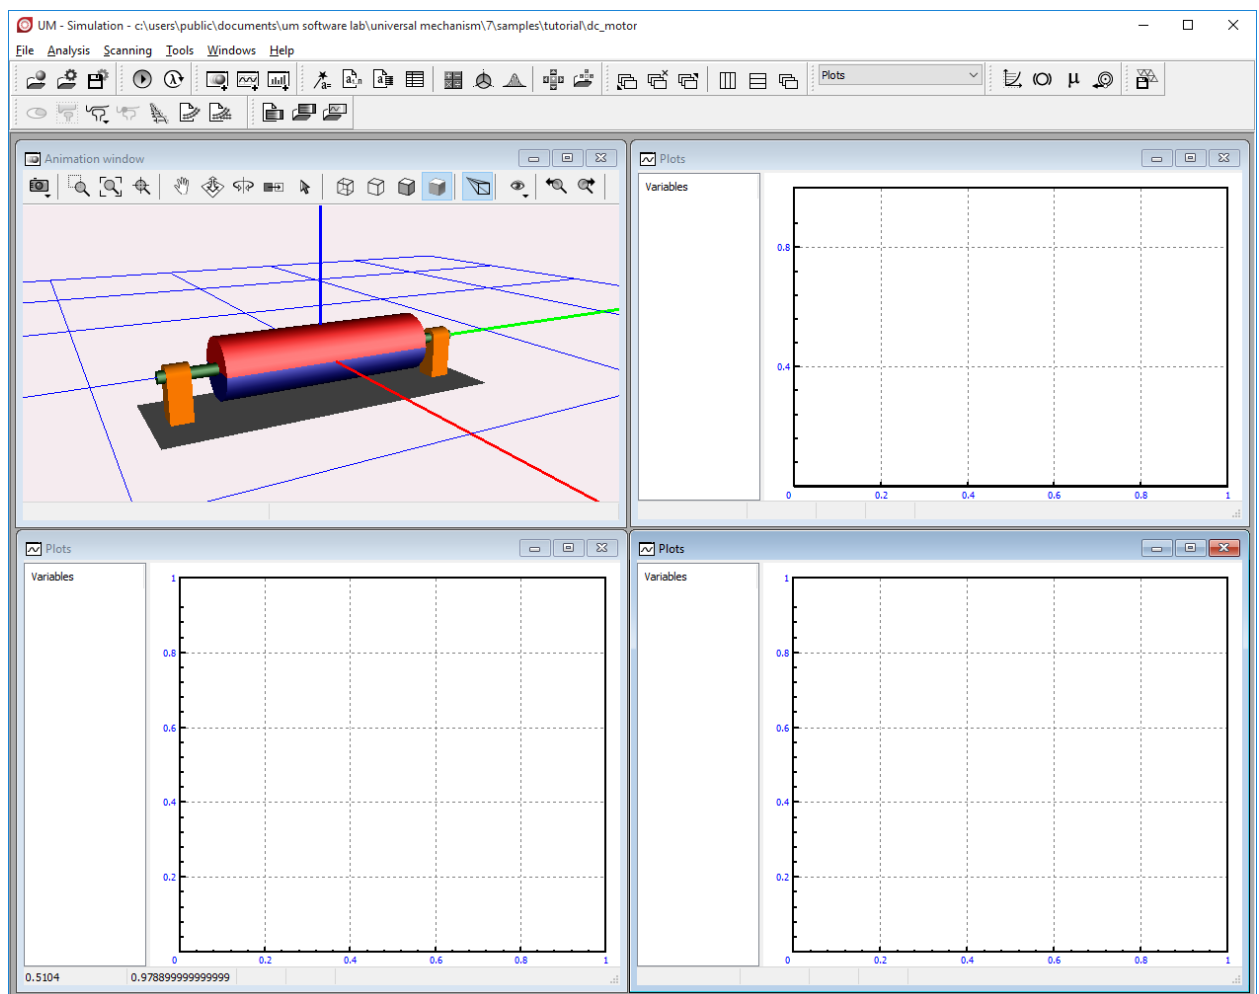 UM - Simulation - c:\users\public\documents\um software lab\universal mechanism\7\samples\tutorial\dc_motor
File Analysis Scanning Tools Windows Help
Plots
Animation window
Plots
Variables
0.8
0.4
0 0.2 0.4 0.6 0.8 1
Plots
Variables
1
0.8
0.6
0.4
0.2
0 0.2 0.4 0.6 0.8 1
0.5104 0.978899999999999
Plots
Variables
1
0.8
0.6
0.4
0.2
0 0.2 0.4 0.6 0.8 1